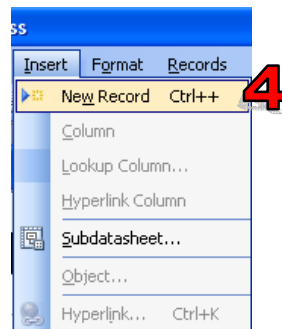 ss
Insert Format Records
New Record Ctrl++ 4
Column
Lookup Column...
Hyperlink Column
Subdatasheet...
Object...
Hyperlink... Ctrl+K